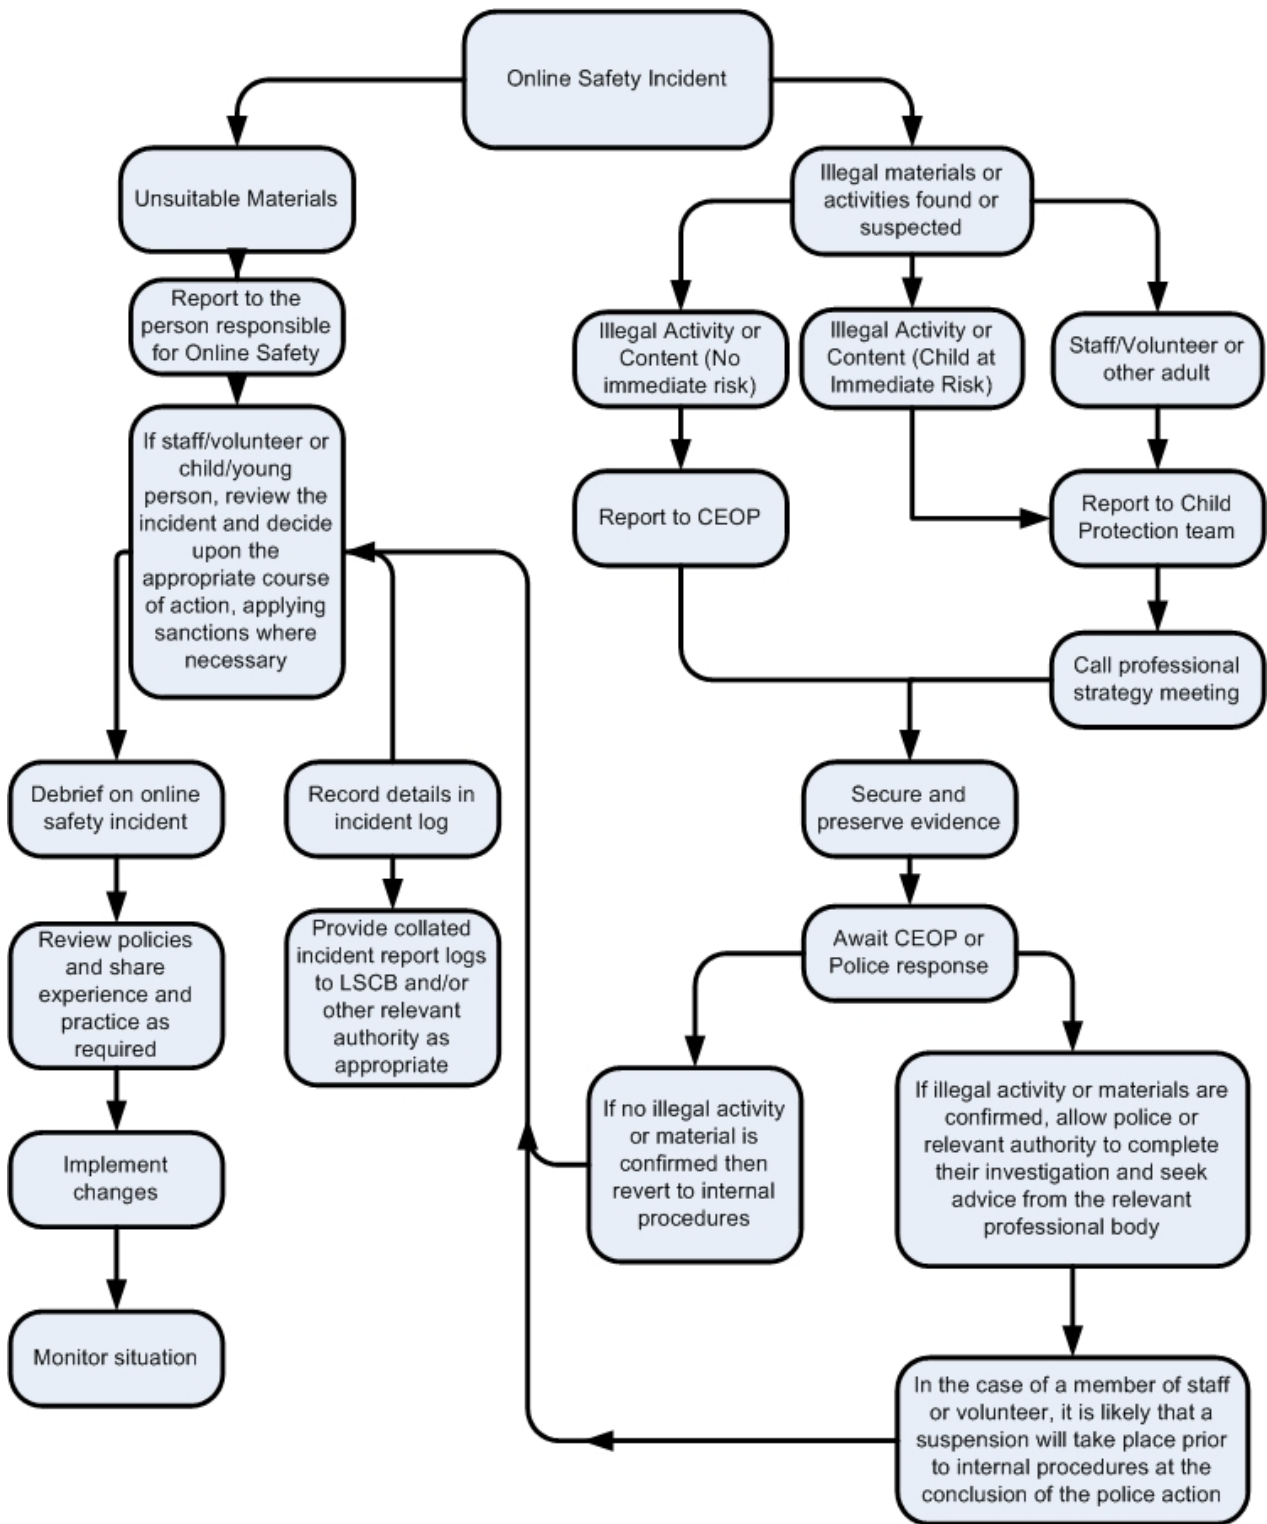 Online Safety Incident
Unsuitable Materials
Report to the
person responsible
for Online Safety
If staff/volunteer or
child/young
person, review the
incident and decide
upon the
appropriate course
of action, applying
sanctions where
necessary
Debrief on online
safety incident
Review policies
and share
experience and
practice as
required
Implement
changes
Monitor situation
Record details in
incident log
Provide collated
incident report logs
to LSCB and/or
other relevant
authority as
appropriate
Illegal materials or
activities found or
suspected
Illegal Activity or
Content (No
immediate risk)
Illegal Activity or
Content (Child at
Immediate Risk)
Staff/Volunteer or
other adult
Report to CEOP
Report to Child
Protection team
Call professional
strategy meeting
Secure and
preserve evidence
Await CEOP or
Police response
If no illegal activity
or material is
confirmed then
revert to internal
procedures
If illegal activity or materials are
confirmed, allow police or
relevant authority to complete
their investigation and seek
advice from the relevant
professional body
In the case of a member of staff
or volunteer, it is likely that a
suspension will take place prior
to internal procedures at the
conclusion of the police action